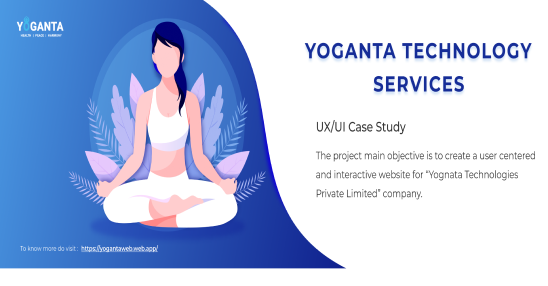 YOGANTA
HEALTH | PEACE | HARMONY
YOGANTA TECHNOLOGY
SERVICES
UX/UI Case Study
The project main objective is to create a user centered
and interactive website for “Yognata Technologies
Private Limited” company.
To know more do visit : https://yogantaweb.web.app/